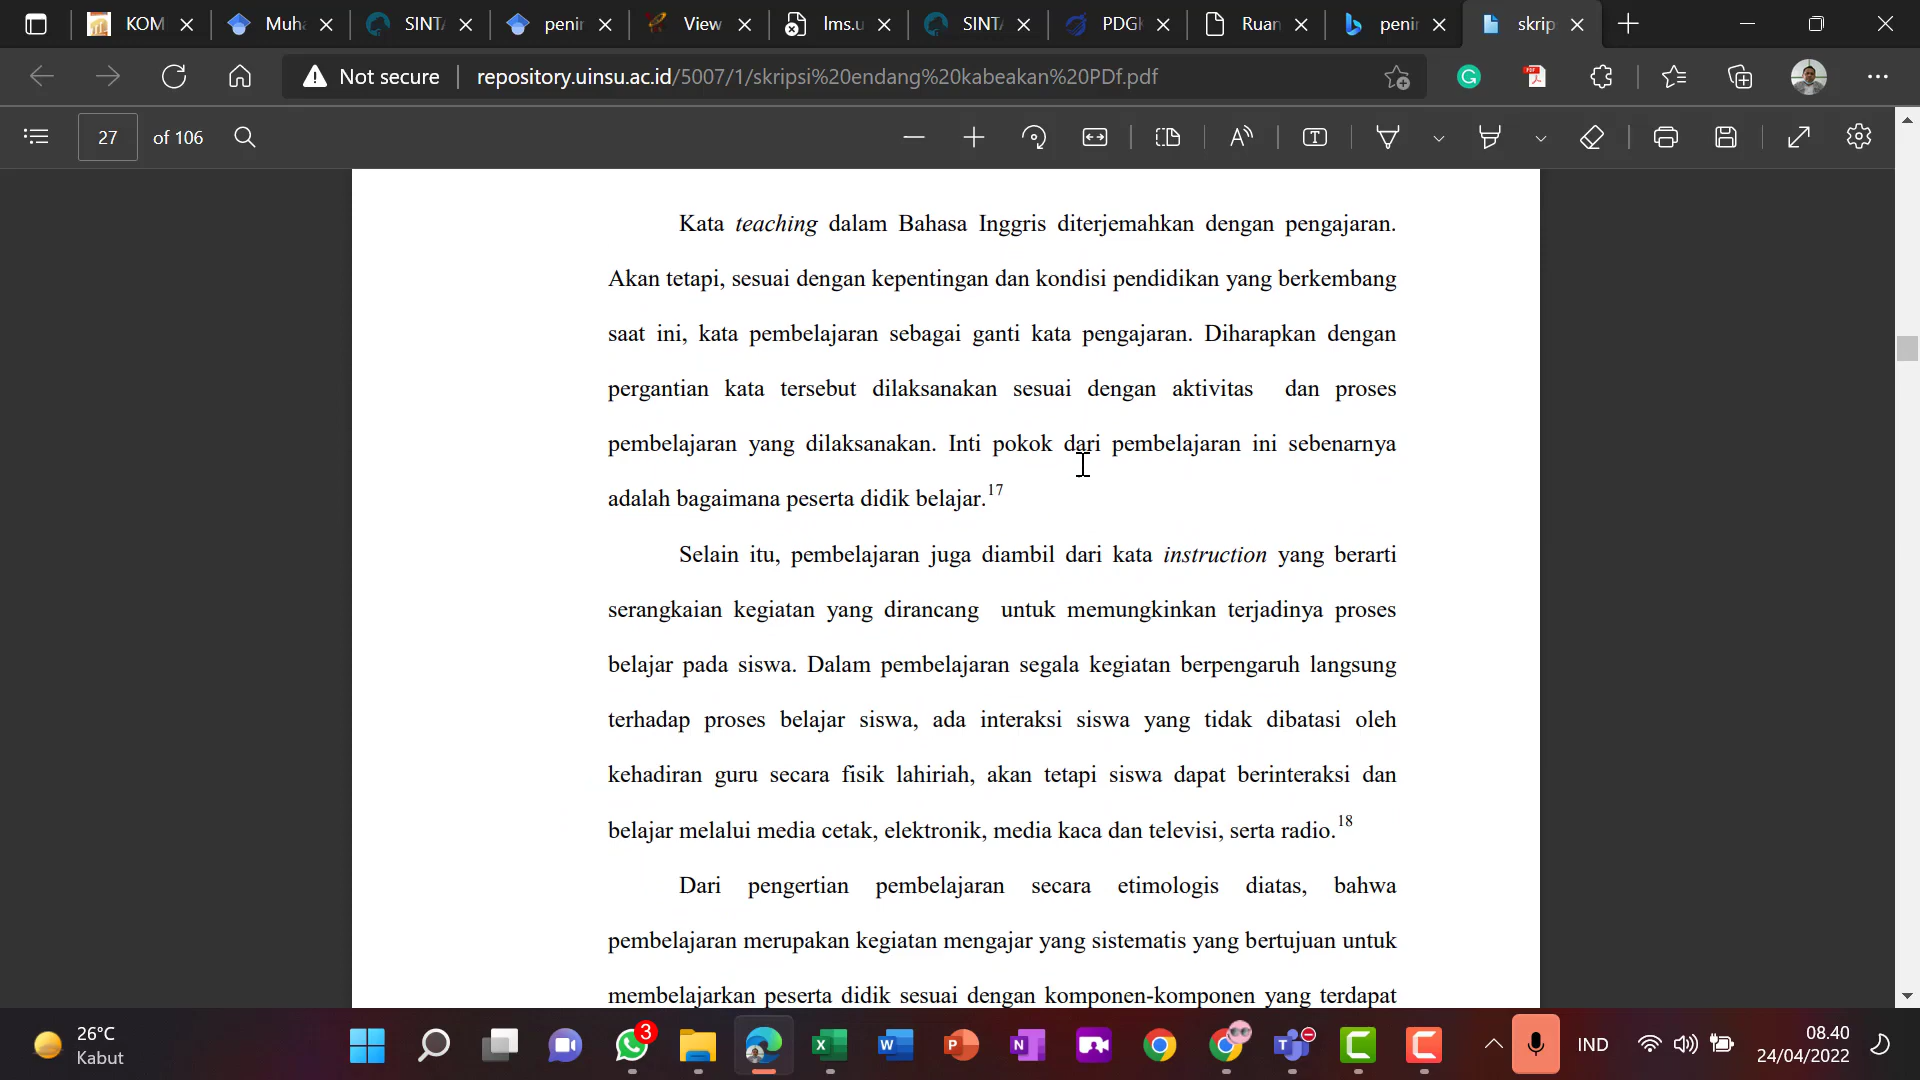 KOM
Muha
SINTA
penin
View
lms.u
SINTA
PDGK
Ruan
penin
skrip
Not secure
repository.uinsu.ac.id/5007/1/skripsi%20endang%20kabeakan%20PDf.pdf
27 of 106
Kata teaching dalam Bahasa Inggris diterjemahkan dengan pengajaran.
Akan tetapi, sesuai dengan kepentingan dan kondisi pendidikan yang berkembang
saat ini, kata pembelajaran sebagai ganti kata pengajaran. Diharapkan dengan
pergantian kata tersebut dilaksanakan sesuai dengan aktivitas dan proses
pembelajaran yang dilaksanakan. Inti pokok dari pembelajaran ini sebenarnya
adalah bagaimana peserta didik belajar.17
Selain itu, pembelajaran juga diambil dari kata instruction yang berarti
serangkaian kegiatan yang dirancang untuk memungkinkan terjadinya proses
belajar pada siswa. Dalam pembelajaran segala kegiatan berpengaruh langsung
terhadap proses belajar siswa, ada interaksi siswa yang tidak dibatasi oleh
kehadiran guru secara fisik lahiriah, akan tetapi siswa dapat berinteraksi dan
belajar melalui media cetak, elektronik, media kaca dan televisi, serta radio.18
Dari pengertian pembelajaran secara etimologis diatas, bahwa
pembelajaran merupakan kegiatan mengajar yang sistematis yang bertujuan untuk
membelajarkan peserta didik sesuai dengan komponen-komponen yang terdapat
26°C
Kabut
3
IND
08.40
24/04/2022